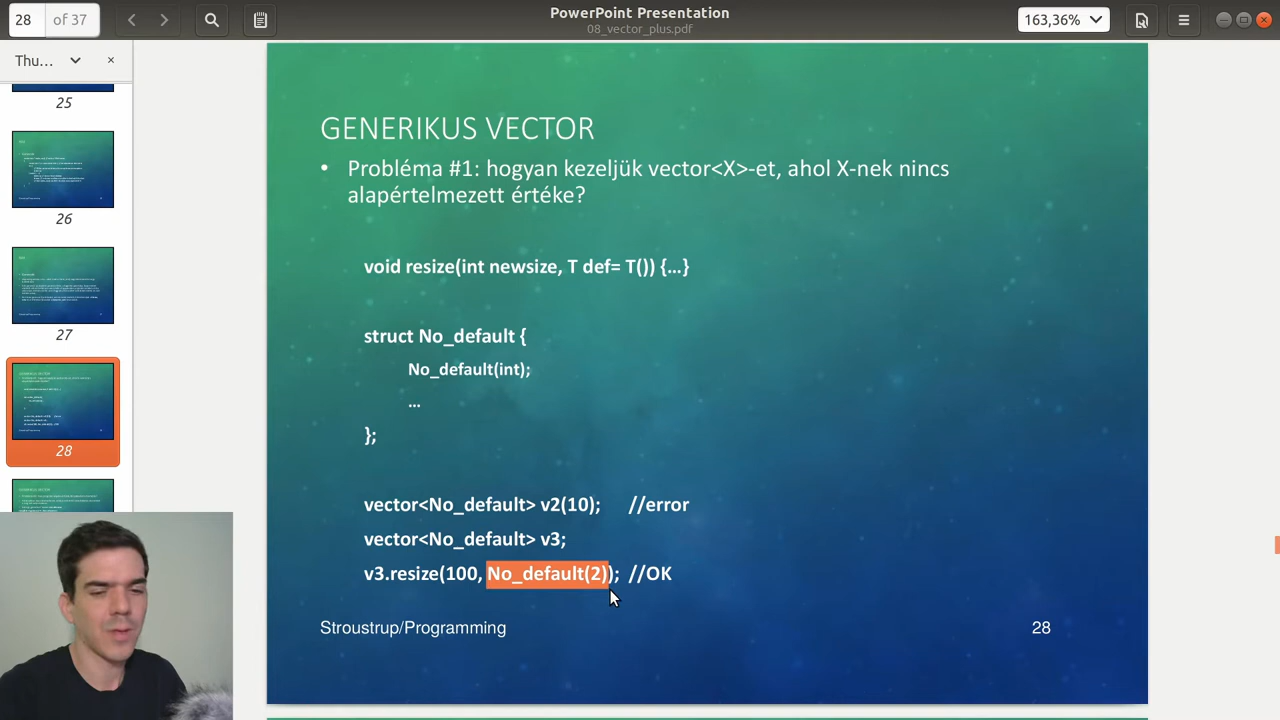 28
of 37
PowerPoint Presentation
08_vector_plus.pdf
163,36%
Thu...
25
26
27
28
GENERIKUS VECTOR
• Probléma #1: hogyan kezeljük vector<X>-et, ahol X-nek nincs
alapértelmezett értéke?
void resize(int newsize, T def= T()) {...}
struct No_default {
No_default(int);
...
};
vector<No_default> v2(10); //error
vector<No_default> v3;
v3.resize(100, No_default(2)); //OK
Stroustrup/Programming
28